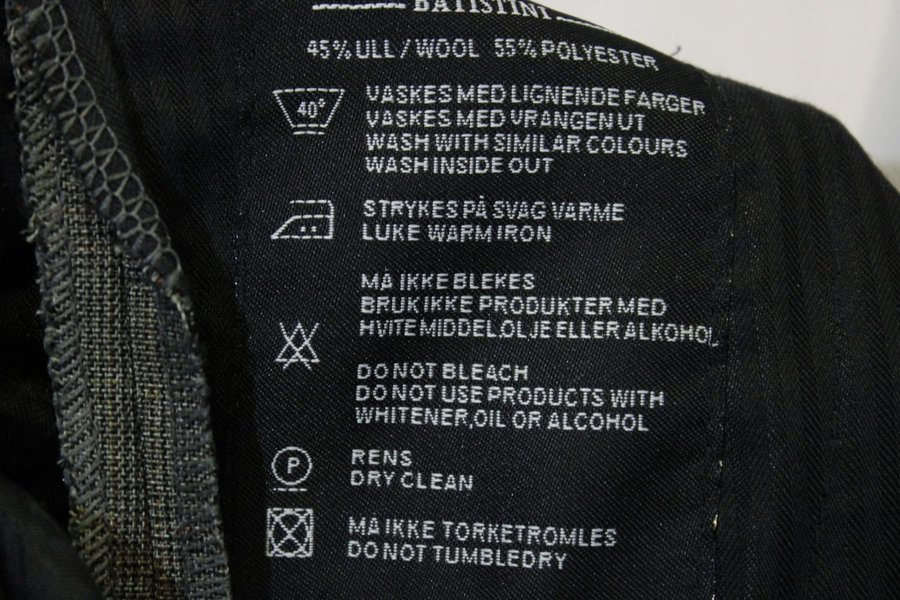 BATISTINI
45% ULL / WOOL 55% POLYESTER
40°
VASKES MED LIGNENDE FARGER
VASKES MED VRANGEN UT
WASH WITH SIMILAR COLOURS
WASH INSIDE OUT
STRYKES PÅ SVAG VARME
LUKE WARM IRON
MÅ IKKE BLEKES
BRUK IKKE PRODUKTER MED
HVITEMIDDEL,OLJE ELLER ALKOHOL
DO NOT BLEACH
DO NOT USE PRODUCTS WITH
WHITENER,OIL OR ALCOHOL
P
RENS
DRY CLEAN
MÅ IKKE TORKETROMLES
DO NOT TUMBLEDRY